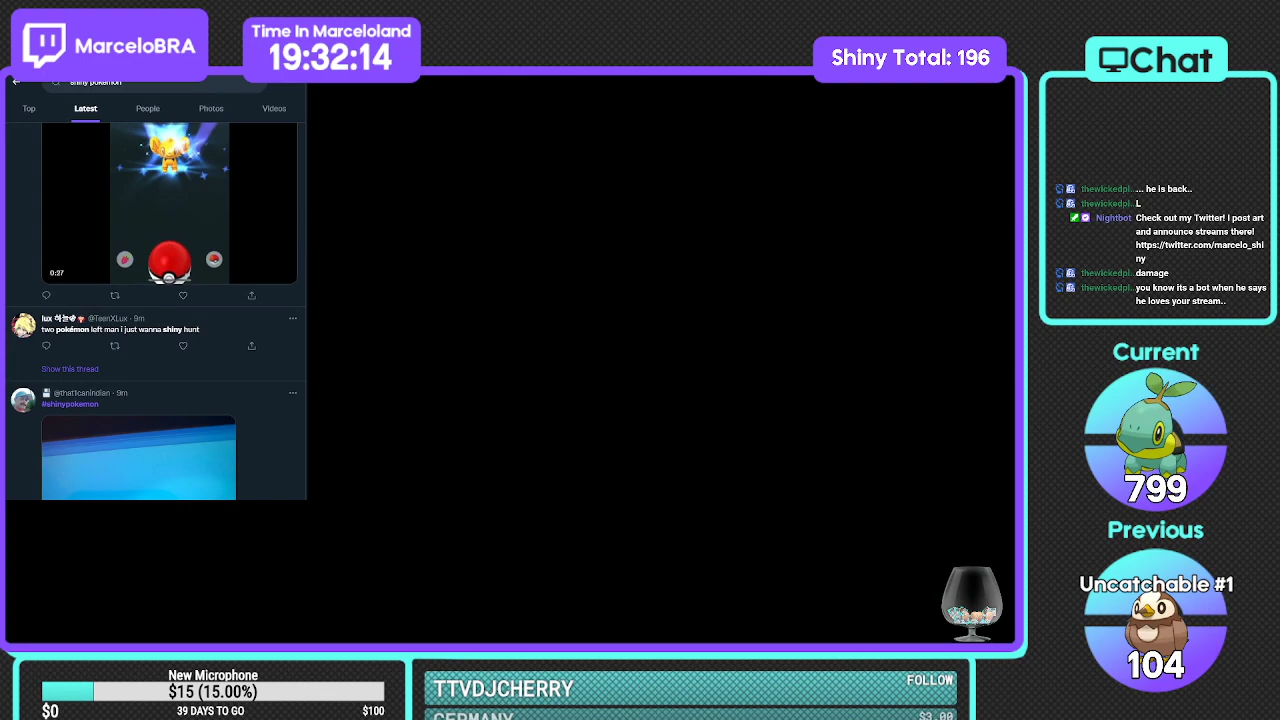 MarceloBRA
Time In Marceloland
19:32:14
Shiny Total: 196
Chat
shiny pokemon
Top
Latest
People
Photos
Videos
0:27
@TeenXLux · 9m
two pokémon left man i just wanna shiny hunt
Show this thread
@that1canindian · 9m
#shinypokemon
thewickedpl.. ... he is back..
thewickedpl.. L
Nightbot Check out my Twitter! I post art
and announce streams there!
https://twitter.com/marcelo_shi
ny
thewickedpl.. damage
thewickedpl.. you know its a bot when he says
he loves your stream..
Current
799
Previous
Uncatchable #1
104
New Microphone
$15 (15.00%)
$0
39 DAYS TO GO
$100
TTVDJCHERRY
FOLLOW
GERMANY
$3.00